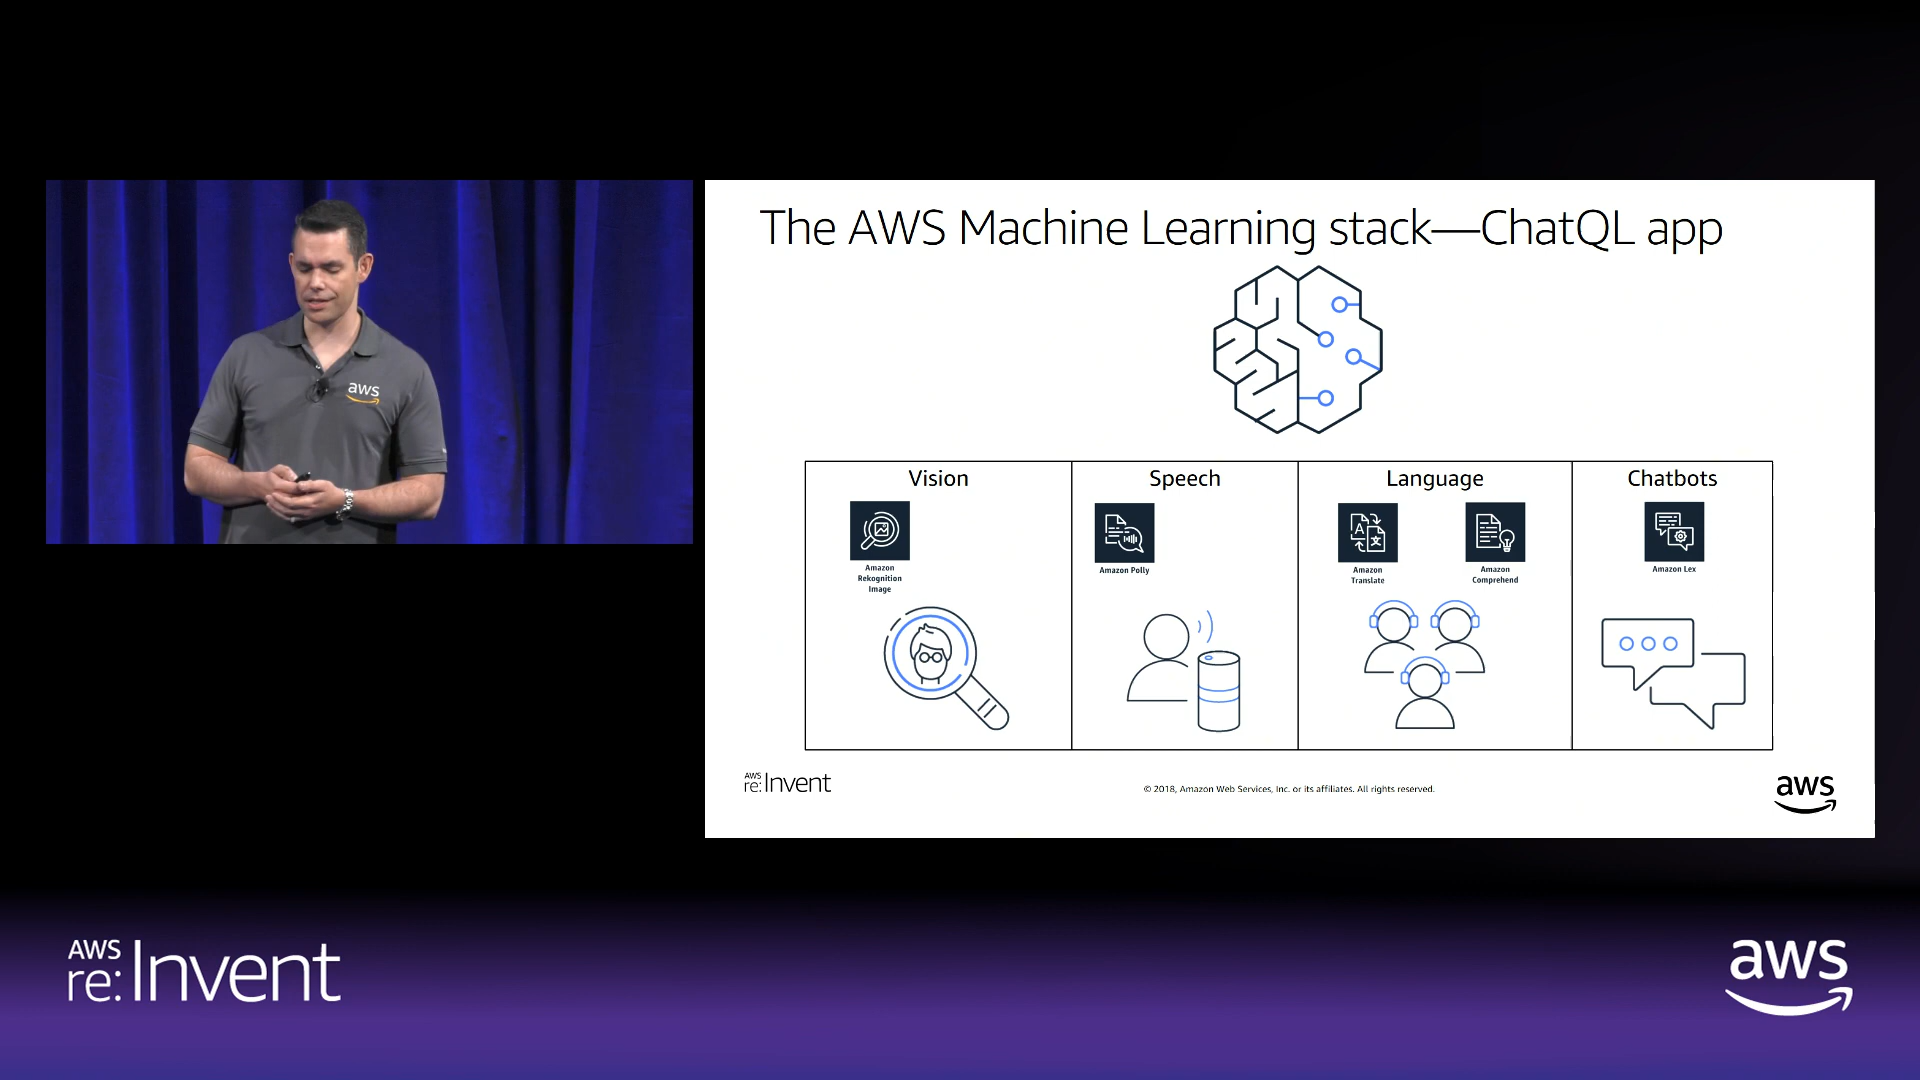 aws
The AWS Machine Learning stack—ChatQL app
Vision
Speech
Language
Chatbots
Amazon
Rekognition
Image
Amazon Polly
Amazon
Translate
Amazon
Comprehend
Amazon Lex
AWS
re:Invent
© 2018, Amazon Web Services, Inc. or its affiliates. All rights reserved.
aws
AWS
re:Invent
aws